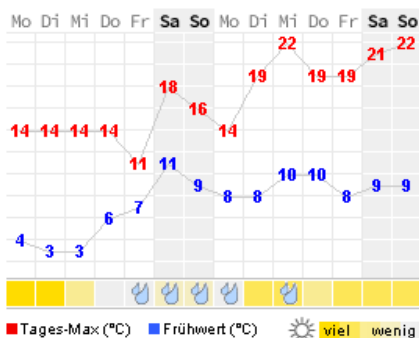 Mo Di Mi Do Fr Sa So Mo Di Mi Do Fr Sa So
22 22
21
19 19 19
18
16
14 14 14 14 14
11 11
10 10
9 9 9
8 8 8
7
6
4
3 3
Tages-Max (°C) Frühwert (°C) viel wenig